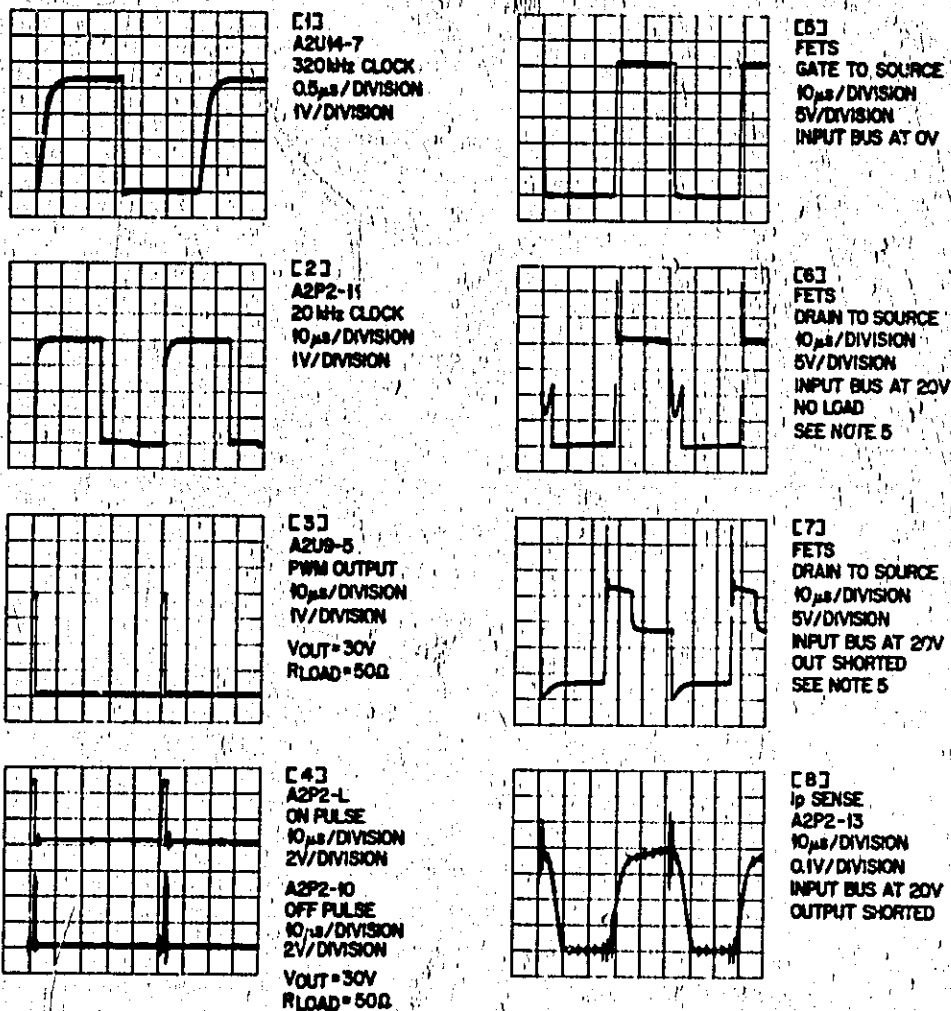 [1]
A2U14-7
320kHz CLOCK
0.5µs/DIVISION
1V/DIVISION
[2]
A2P2-11
20kHz CLOCK
10µs/DIVISION
1V/DIVISION
[3]
A2U9-5
PWM OUTPUT
10µs/DIVISION
1V/DIVISION
VOUT=30V
RLOAD=50Ω
[4]
A2P2-L
ON PULSE
10µs/DIVISION
2V/DIVISION
A2P2-10
OFF PULSE
10µs/DIVISION
2V/DIVISION
VOUT=30V
RLOAD=50Ω
[5]
FETS
GATE TO SOURCE
10µs/DIVISION
5V/DIVISION
INPUT BUS AT 0V
[6]
FETS
DRAIN TO SOURCE
10µs/DIVISION
5V/DIVISION
INPUT BUS AT 20V
NO LOAD
SEE NOTE 5
[7]
FETS
DRAIN TO SOURCE
10µs/DIVISION
5V/DIVISION
INPUT BUS AT 20V
OUT SHORTED
SEE NOTE 5
[8]
Ip SENSE
A2P2-13
10µs/DIVISION
0.1V/DIVISION
INPUT BUS AT 20V
OUTPUT SHORTED